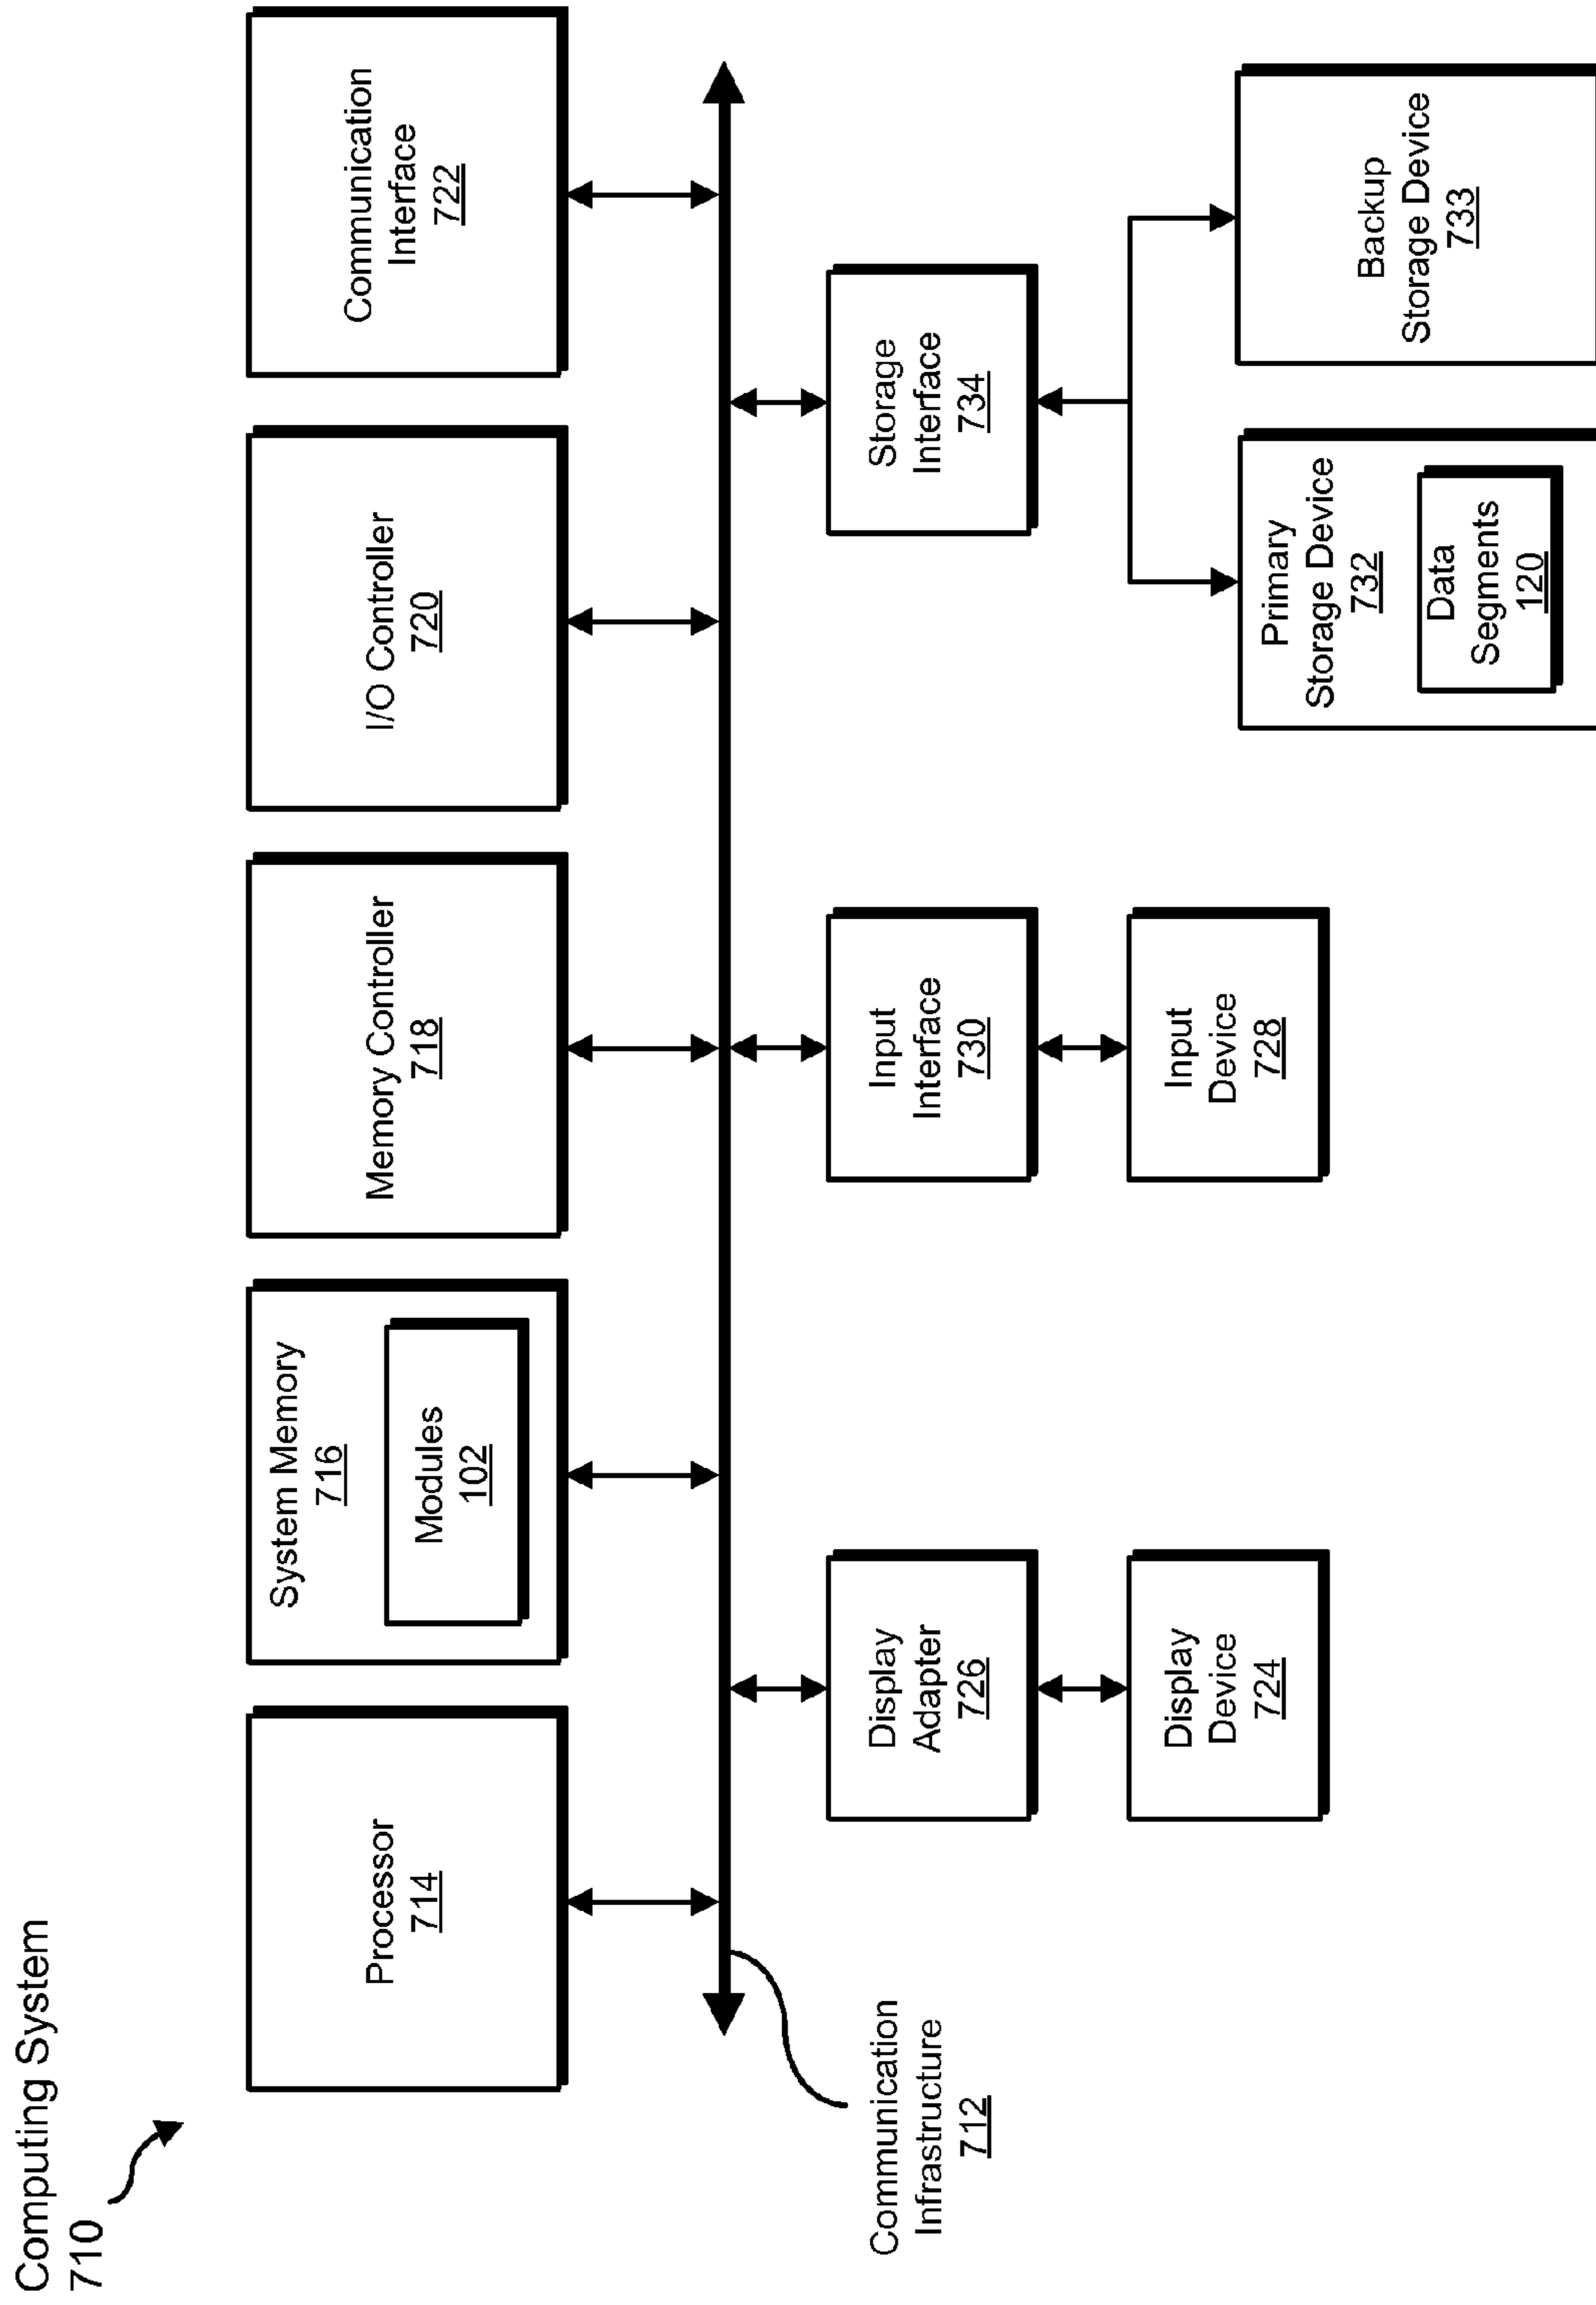 Computing System
710
Processor
714
System Memory
716
Modules
102
Memory Controller
718
I/O Controller
720
Communication
Interface
722
Communication
Infrastructure
712
Display
Adapter
726
Input
Interface
730
Storage
Interface
734
Display
Device
724
Input
Device
728
Primary
Storage Device
732
Data
Segments
120
Backup
Storage Device
733